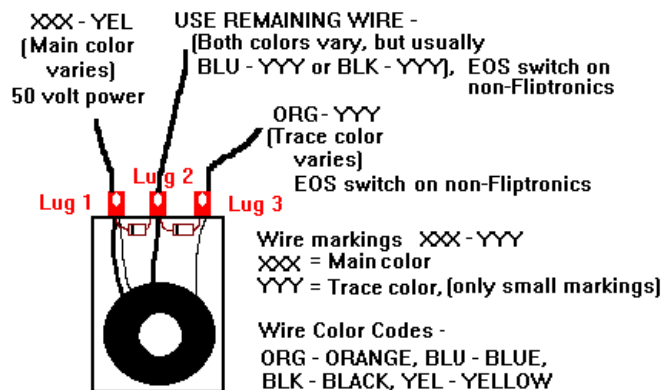 XXX - YEL
(Main color
varies)
50 volt power
USE REMAINING WIRE -
(Both colors vary, but usually
BLU - YYY or BLK - YYY), EOS switch on
non-Fliptronics
ORG - YYY
(Trace color
varies)
EOS switch on non-Fliptronics
Lug 1
Lug 2
Lug 3
Wire markings XXX - YYY
XXX = Main color
YYY = Trace color, (only small markings)
Wire Color Codes -
ORG - ORANGE, BLU - BLUE,
BLK - BLACK, YEL - YELLOW